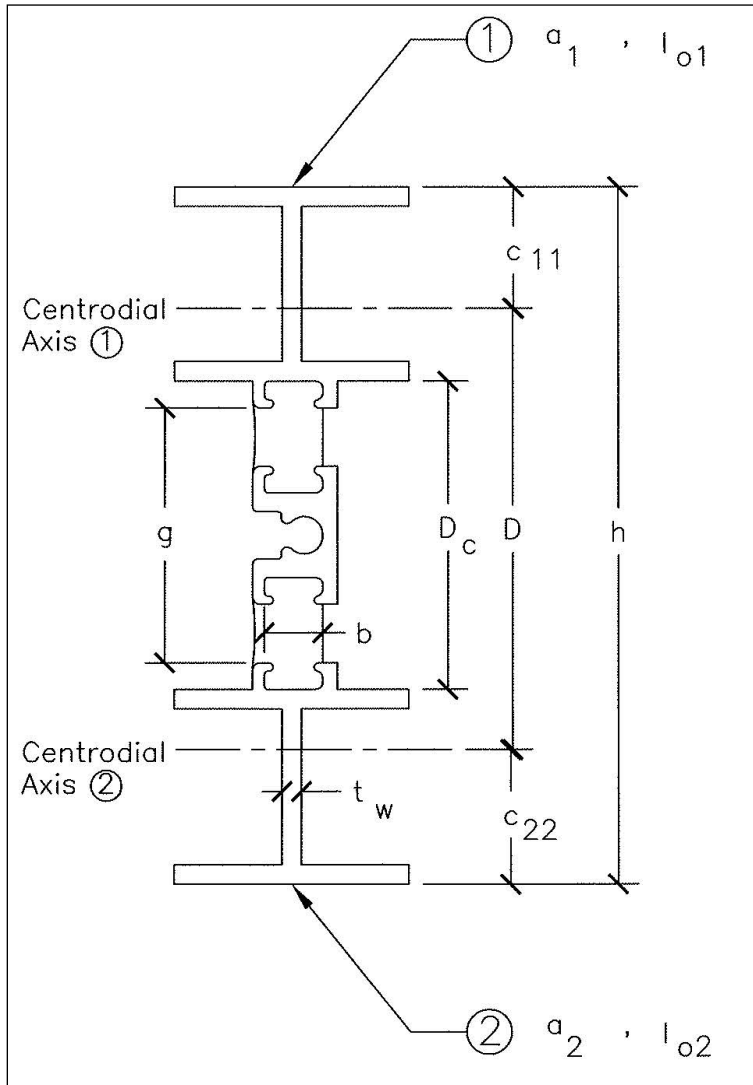 ① a1 , Io1
c11
Centrodial
Axis ①
g
Dc
D
h
b
Centrodial
Axis ②
tw
c22
② a2 , Io2